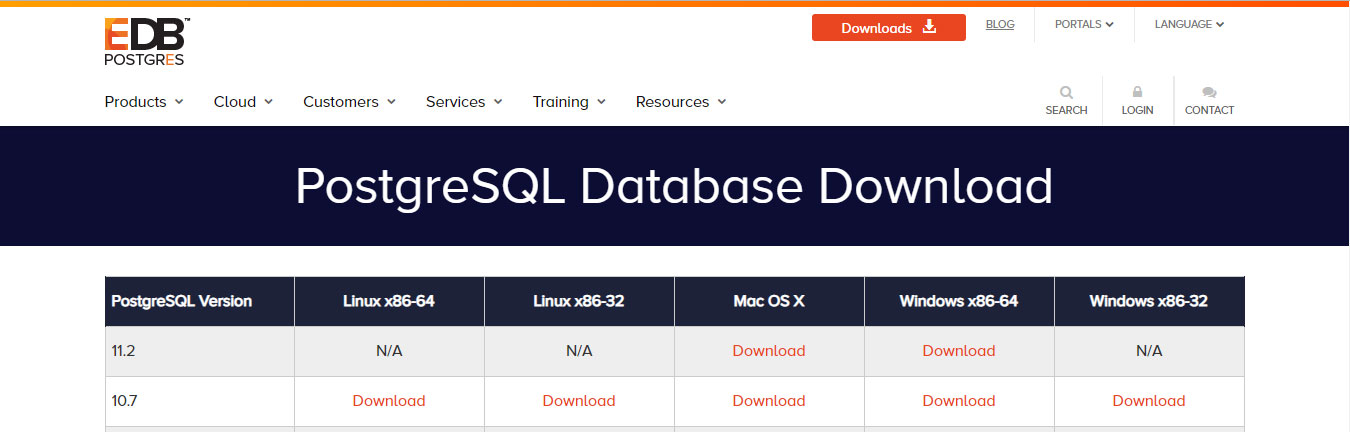 EDB™
POSTGRES
Downloads
BLOG
PORTALS
LANGUAGE
Products
Cloud
Customers
Services
Training
Resources
SEARCH
LOGIN
CONTACT
PostgreSQL Database Download
PostgreSQL Version Linux x86-64 Linux x86-32 Mac OS X Windows x86-64 Windows x86-32
11.2 N/A N/A Download Download N/A
10.7 Download Download Download Download Download